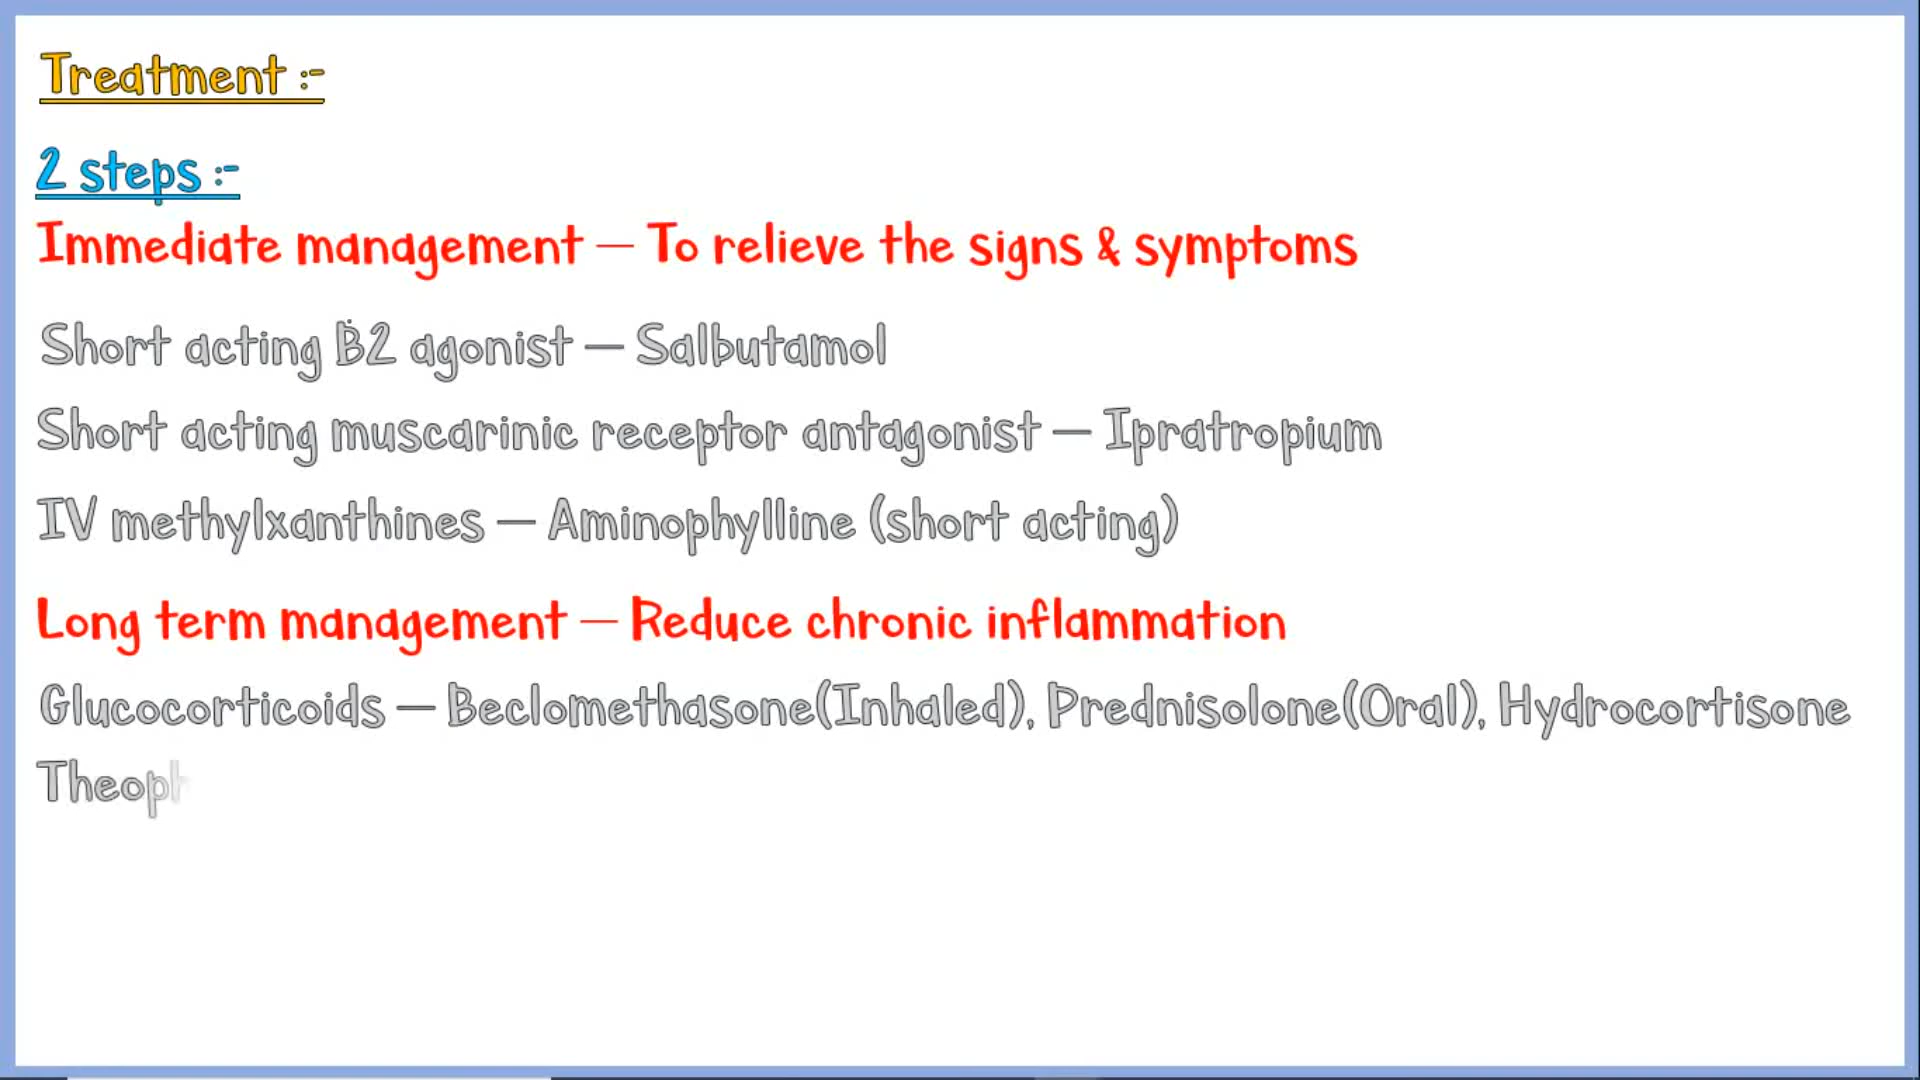 Treatment :-
2 steps :-
Immediate management – To relieve the signs & symptoms
Short acting B2 agonist – Salbutamol
Short acting muscarinic receptor antagonist – Ipratropium
IV methylxanthines – Aminophylline (short acting)
Long term management – Reduce chronic inflammation
Glucocorticoids – Beclomethasone(Inhaled), Prednisolone(Oral), Hydrocortisone
Theoph